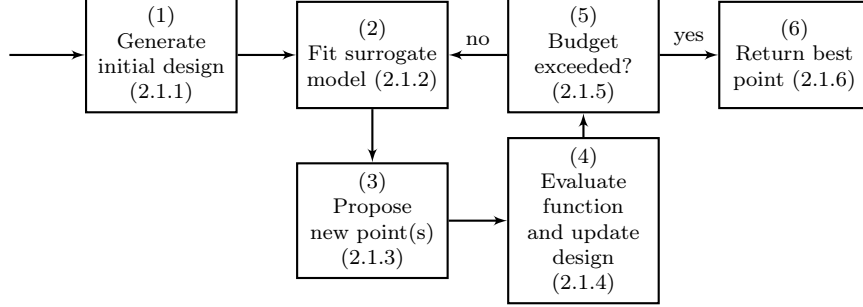 (1)
Generate
initial design
(2.1.1)
(2)
Fit surrogate
model (2.1.2)
no
(5)
Budget
exceeded?
(2.1.5)
yes
(6)
Return best
point (2.1.6)
(3)
Propose
new point(s)
(2.1.3)
(4)
Evaluate
function
and update
design
(2.1.4)